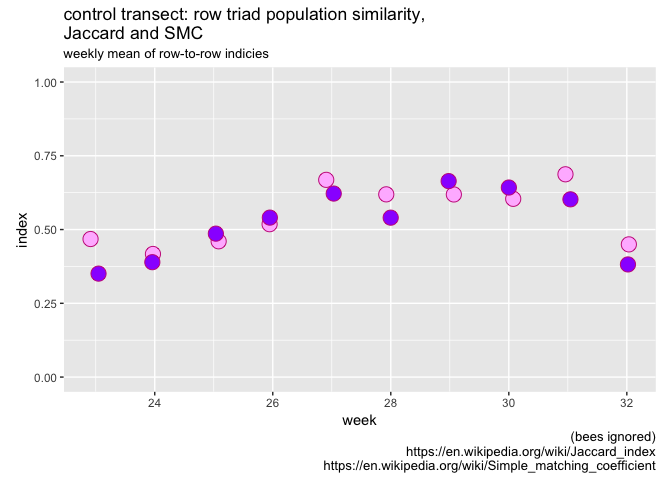 control transect: row triad population similarity,
Jaccard and SMC
weekly mean of row-to-row indicies
1.00
0.75
0.50
0.25
0.00
index
24 26 28 30 32
week
(bees ignored)
https://en.wikipedia.org/wiki/Jaccard_index
https://en.wikipedia.org/wiki/Simple_matching_coefficient